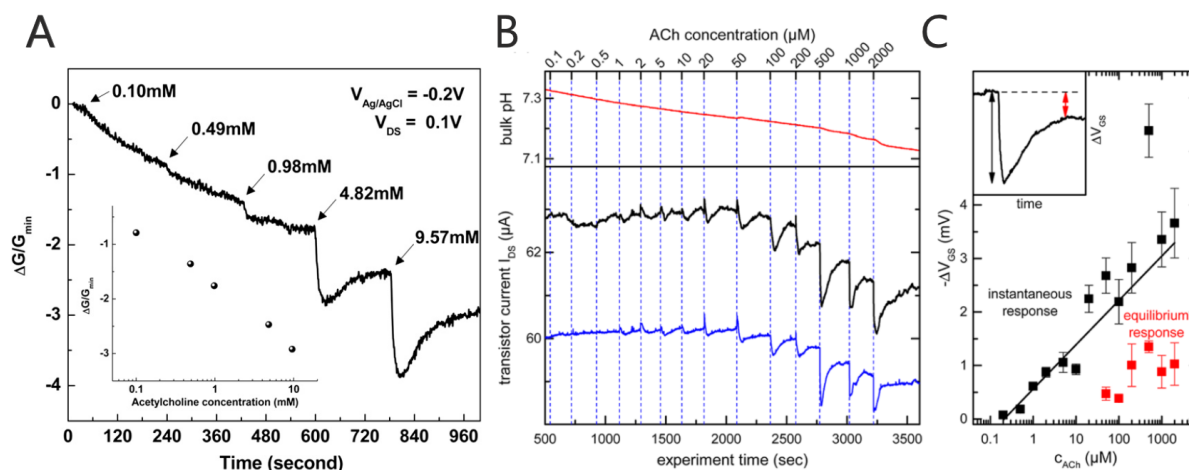 A
0
-1
-2
-3
-4
ΔG/G_min
0.10mM
0.49mM
0.98mM
4.82mM
9.57mM
V_Ag/AgCl = -0.2V
V_DS = 0.1V
-1
-2
-3
ΔG/G_min
0.1
1
10
Acetylcholine concentration (mM)
0 120 240 360 480 600 720 840 960
Time (second)
B
ACh concentration (μM)
0.1 0.2 0.5 1 2 5 10 20 50 100 200 500 1000 2000
bulk pH
7.3
7.1
transistor current I_DS (μA)
62
60
500 1000 1500 2000 2500 3000 3500
experiment time (sec)
C
ΔV_GS
time
-ΔV_GS (mV)
4
3
2
1
0
instantaneous
response
equilibrium
response
0.1 1 10 100 1000
c_ACh (μM)